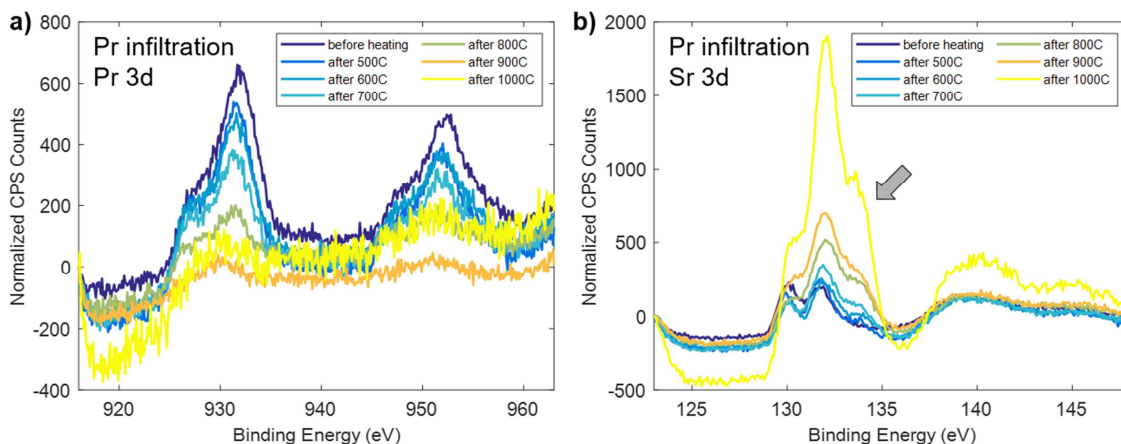 a)
Pr infiltration
Pr 3d
before heating
after 500C
after 600C
after 700C
after 800C
after 900C
after 1000C
800
600
400
200
0
-200
-400
Normalized CPS Counts
920
930
940
950
960
Binding Energy (eV)
b)
Pr infiltration
Sr 3d
before heating
after 500C
after 600C
after 700C
after 800C
after 900C
after 1000C
2000
1500
1000
500
0
-500
Normalized CPS Counts
125
130
135
140
145
Binding Energy (eV)